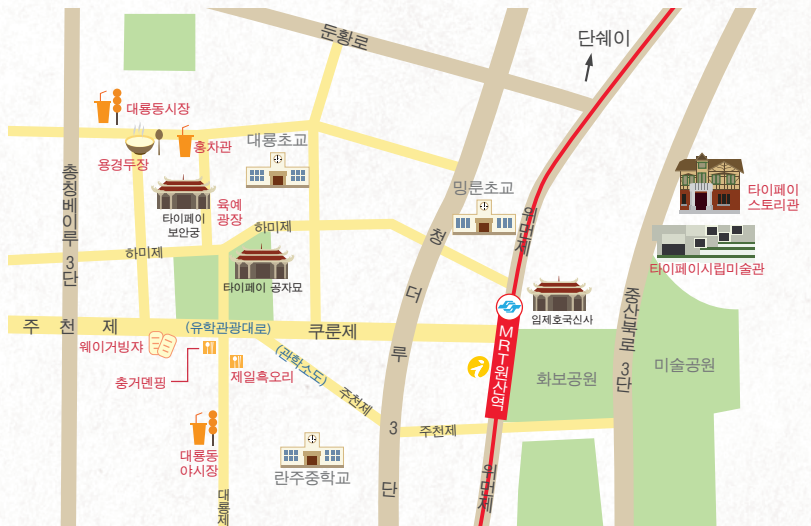 둔황로
단쉐이
대룡동시장
홍차관
용경두장
대룡초교
총칭베이루 3단
타이페이
보안궁
육예
광장
밍룬초교
타이페이
스토리관
하미제
하미제
위먼제
청더루 3단
타이페이시립미술관
타이페이 공자묘
임제호국신사
중산북로 3단
주천제
(유학관광대로)
쿠룬제
MRT원산역
웨이거빙쟈
(관학소도)
충거덴핑
제일흑오리
주천제
화보공원
미술공원
주천제
대룡동
야시장
란주중학교
위먼제
대룡제